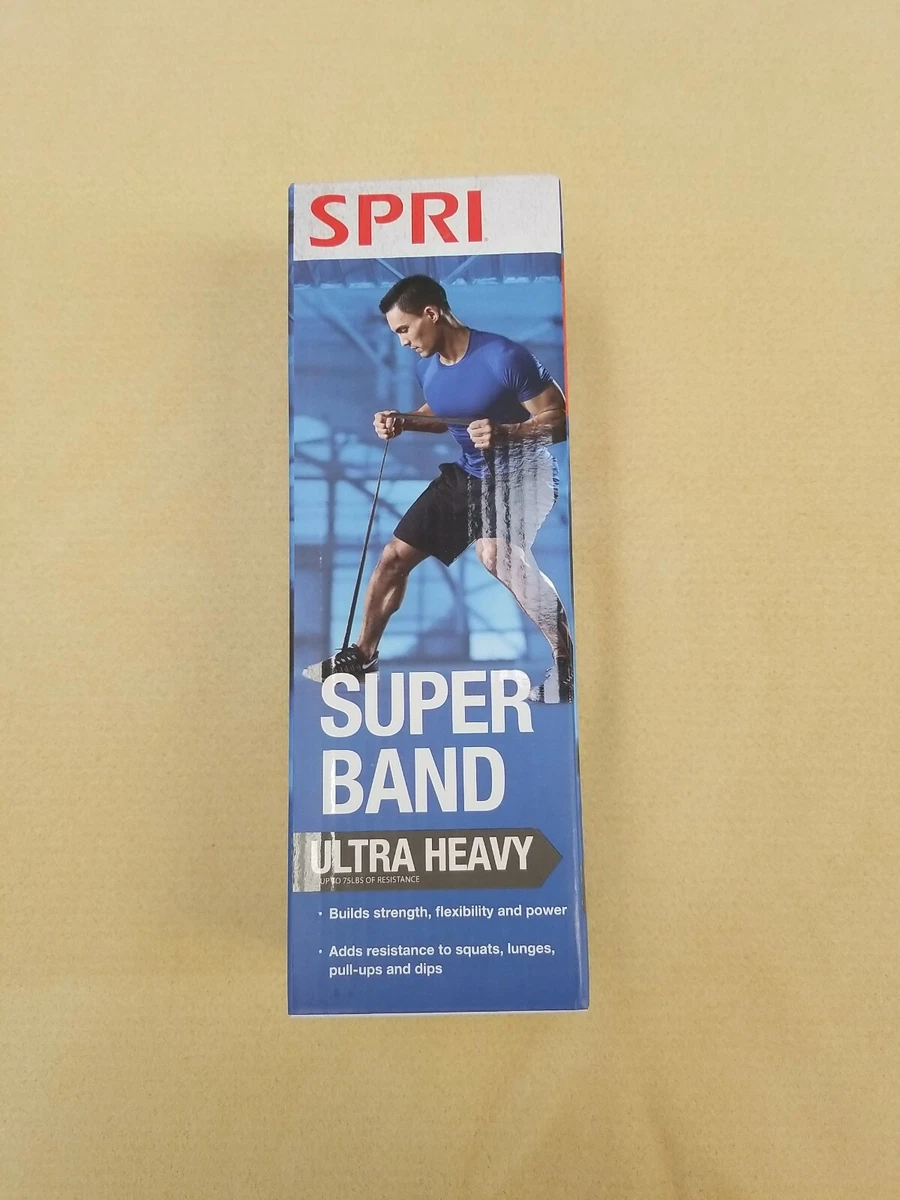 SPRI
SUPER
BAND
ULTRA HEAVY
UP TO 75LBS OF RESISTANCE
· Builds strength, flexibility and power
· Adds resistance to squats, lunges,
pull-ups and dips